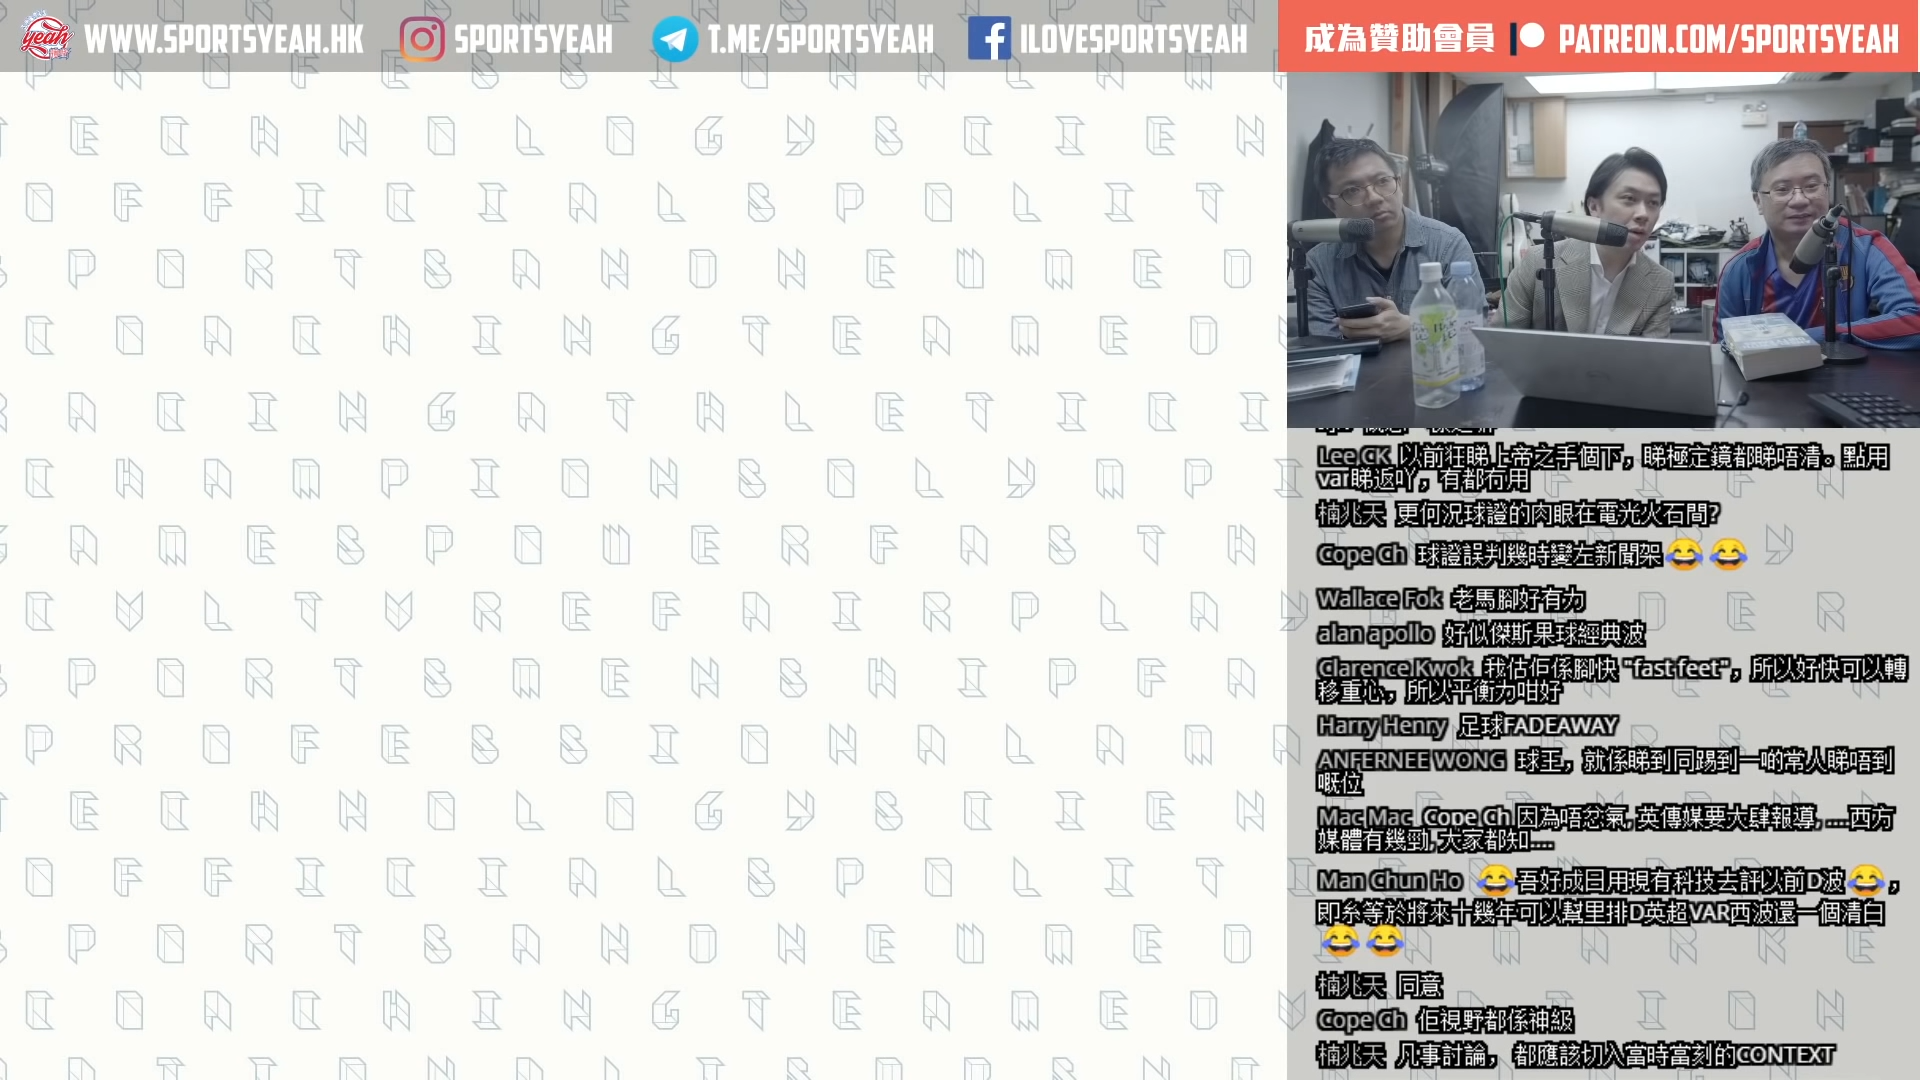 yeah
WWW.SPORTSYEAH.HK
SPORTSYEAH
T.ME/SPORTSYEAH
ILOVESPORTSYEAH
成為贊助會員
PATREON.COM/SPORTSYEAH
Lee CK 以前狂睇上帝之手個下，睇極定鏡都睇唔清。點用
var睇返吖，有都冇用
楠兆天 更何況球證的肉眼在電光火石間?
Cope Ch 球證誤判幾時變左新聞架😂😂
Wallace Fok 老馬腳好有力
alan apollo 好似傑斯果球經典波
Clarence Kwok 我估佢係腳快 "fast feet"，所以好快可以轉
移重心，所以平衡力咁好
Harry Henry 足球FADEAWAY
ANFERNEE WONG 球王，就係睇到同踢到一啲常人睇唔到
嘅位
Mac Mac Cope Ch 因為唔忿氣, 英傳媒要大肆報導, ....西方
媒體有幾勁, 大家都知....
Man Chun Ho 😂吾好成日用現有科技去評以前D波😂，
即系等於將來十幾年可以幫里排D英超VAR西波還一個清白
😂😂
楠兆天 同意
Cope Ch 佢視野都係神級
楠兆天 凡事討論， 都應該切入當時當刻的CONTEXT